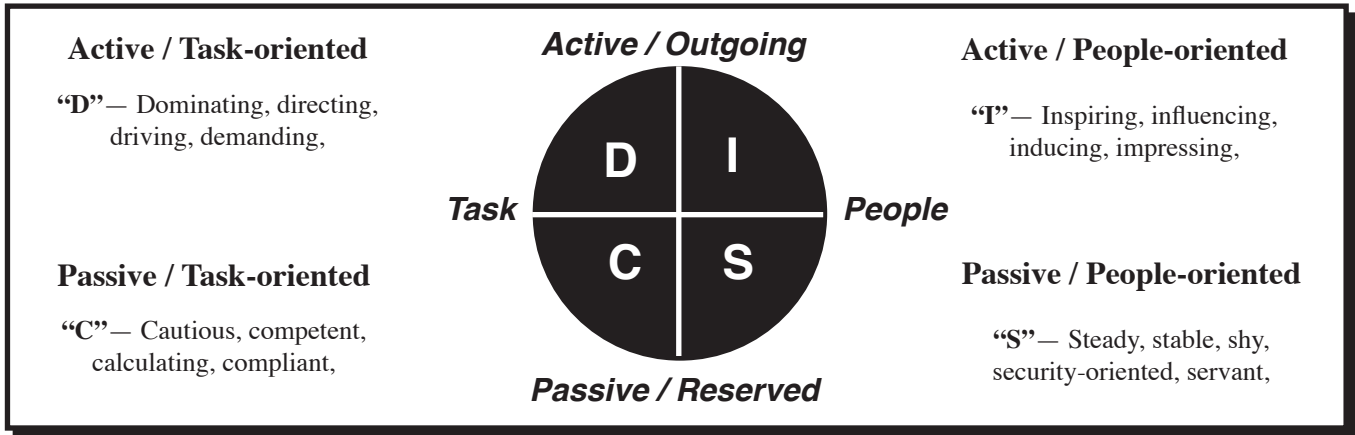 Active / Task-oriented
“D”— Dominating, directing,
driving, demanding,
Active / Outgoing
Active / People-oriented
“I”— Inspiring, influencing,
inducing, impressing,
D
I
Task
People
C
S
Passive / Task-oriented
“C”— Cautious, competent,
calculating, compliant,
Passive / Reserved
Passive / People-oriented
“S”— Steady, stable, shy,
security-oriented, servant,